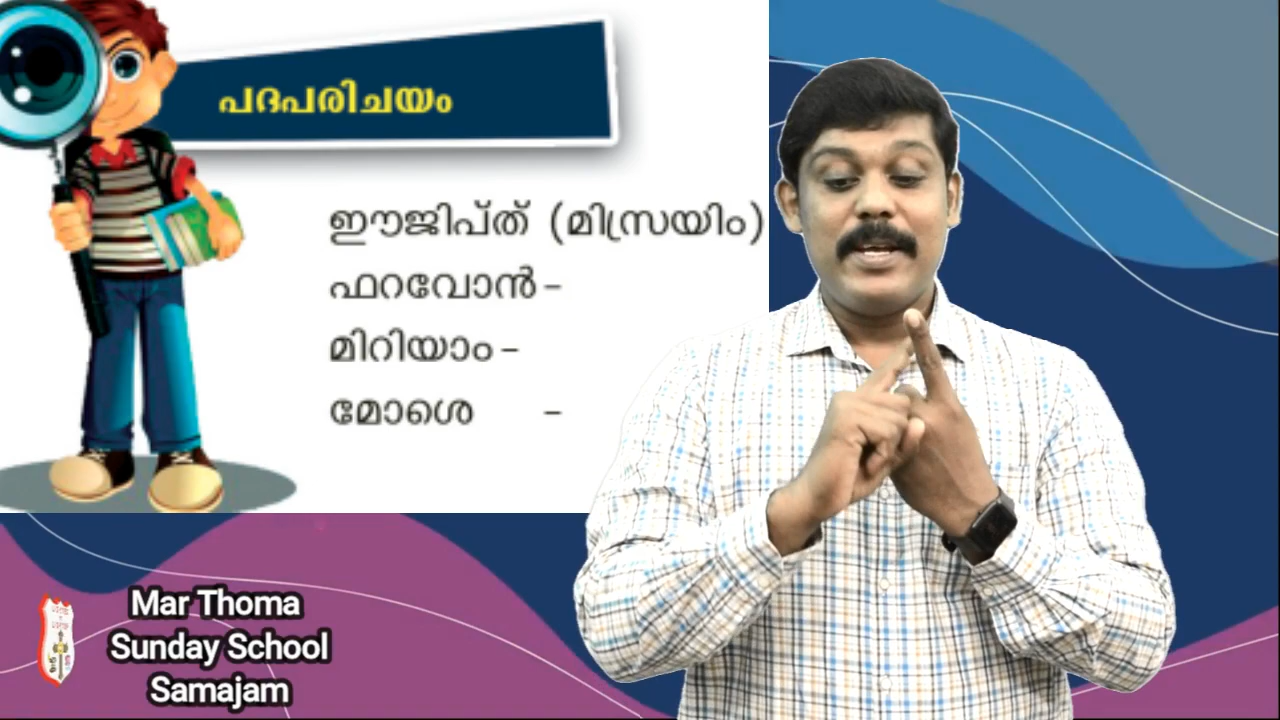 പദപരിചയം
ഈജിപ്ത് (മിസ്രയിം)
ഫറവോൻ -
മിറിയാം -
മോശെ -
Mar Thoma
Sunday School
Samajam